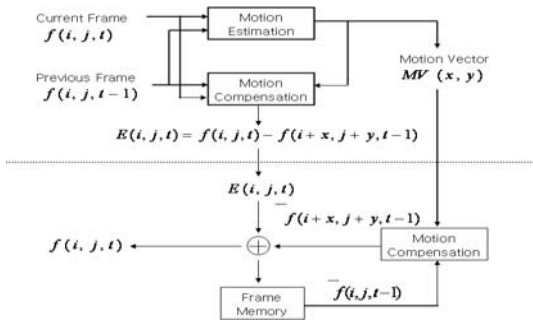 Current Frame
f(i, j, t)
Motion
Estimation
Previous Frame
f(i, j, t−1)
Motion
Compensation
Motion Vector
MV (x, y)
E(i, j, t) = f(i, j, t) − f(i + x, j + y, t−1)
E(i, j, t)
f̅(i + x, j + y, t−1)
f(i, j, t)
Motion
Compensation
Frame
Memory
f̅(i, j, t−1)